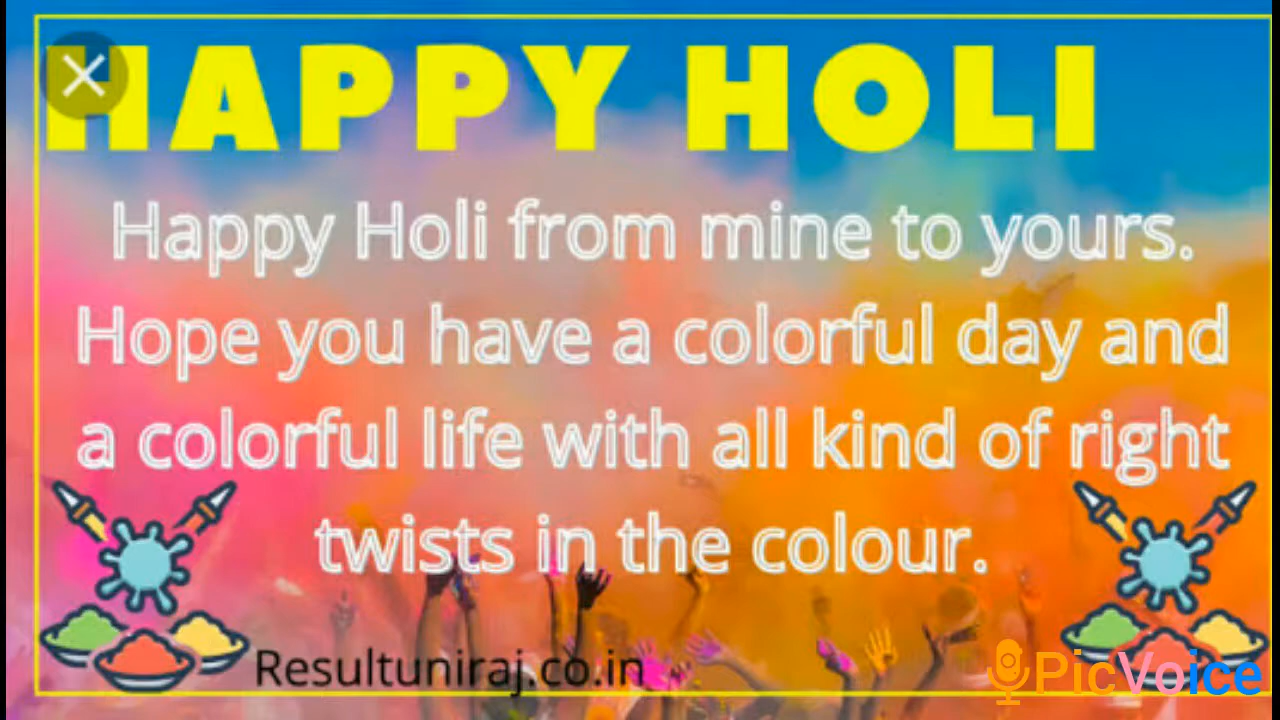 HAPPY HOLI
Happy Holi from mine to yours.
Hope you have a colorful day and
a colorful life with all kind of right
twists in the colour.
Resultuniraj.co.in
PicVoice